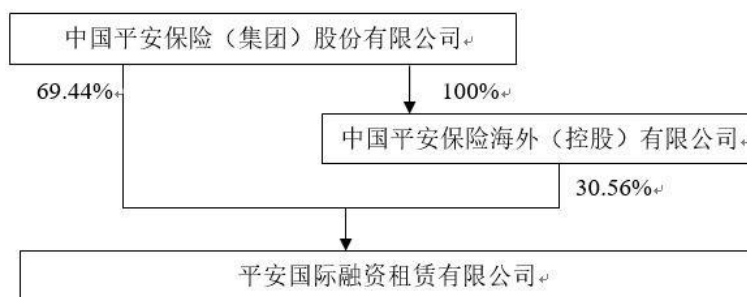 中国平安保险（集团）股份有限公司
69.44%
100%
中国平安保险海外（控股）有限公司
30.56%
平安国际融资租赁有限公司